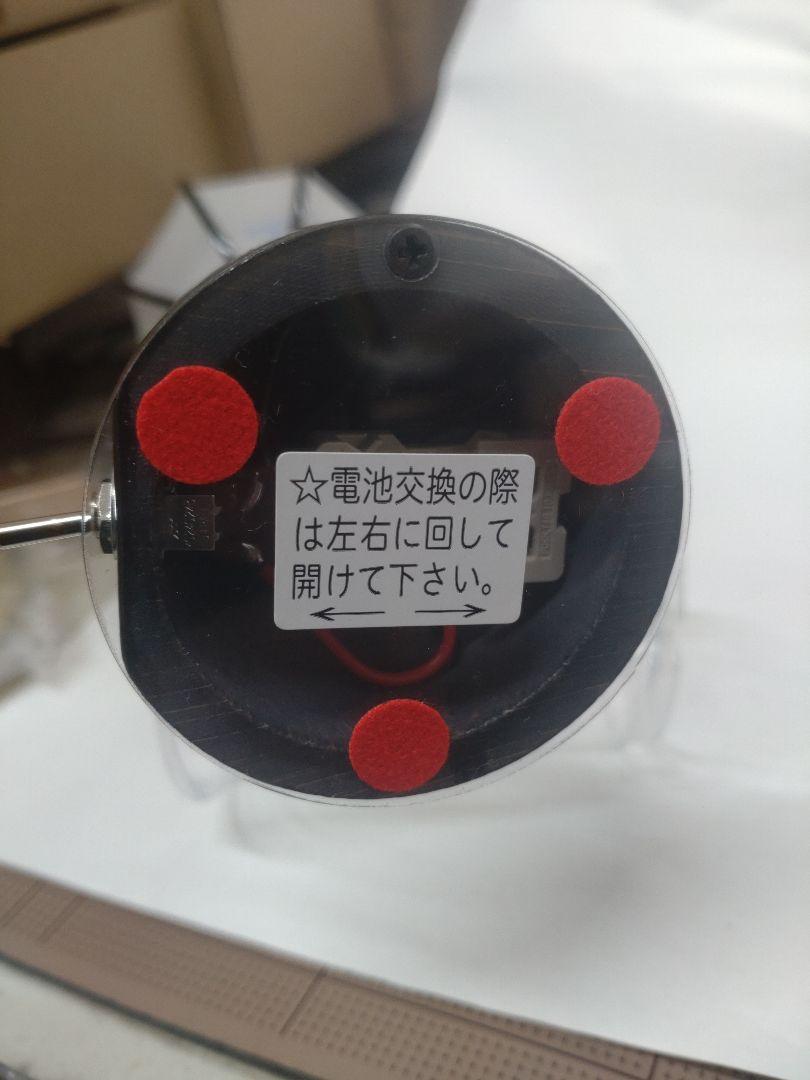 ☆電池交換の際
は左右に回して
開けて下さい。
← →